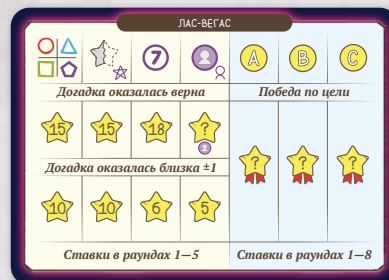 ЛАС-ВЕГАС
7 A B C
Догадка оказалась верна Победа по цели
15 15 18 ?
? ? ?
Догадка оказалась близка ±1
10 10 6 5
Ставки в раундах 1–5 Ставки в раундах 1–8